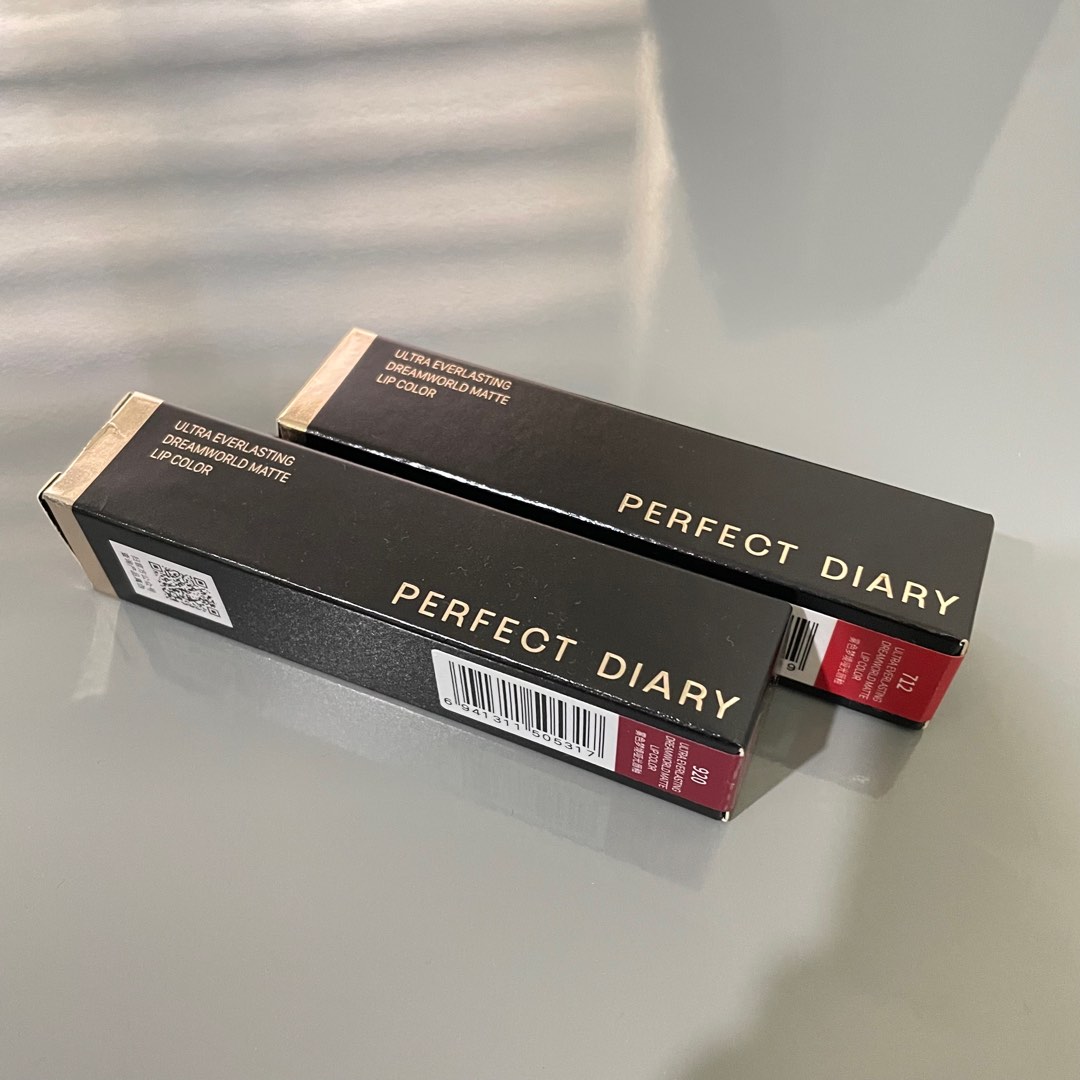 ULTRA EVERLASTING
DREAMWORLD MATTE
LIP COLOR
PERFECT DIARY
9
712
ULTRA EVERLASTING
DREAMWORLD MATTE
LIP COLOR
ULTRA EVERLASTING
DREAMWORLD MATTE
LIP COLOR
PERFECT DIARY
6 941311 505317
920
ULTRA EVERLASTING
DREAMWORLD MATTE
LIP COLOR